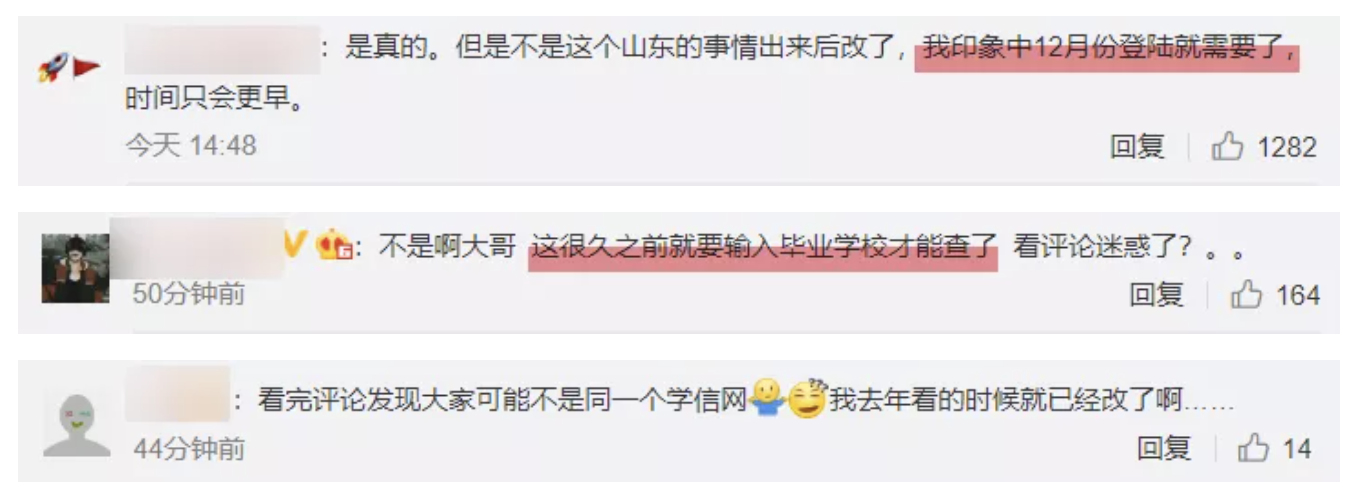 ：是真的。但是不是这个山东的事情出来后改了，我印象中12月份登陆就需要了，
时间只会更早。
今天 14:48
回复 1282
：不是啊大哥 这很久之前就要输入毕业学校才能查了 看评论迷惑了？。。
50分钟前
回复 164
：看完评论发现大家可能不是同一个学信网我去年看的时候就已经改了啊……
44分钟前
回复 14